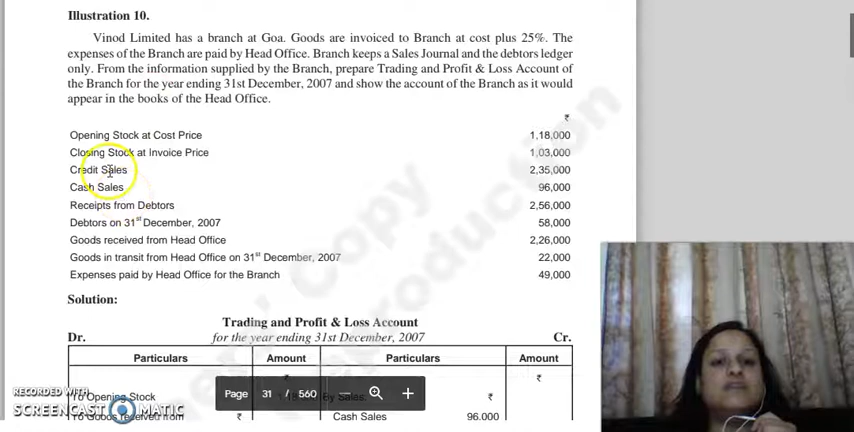 Illustration 10.
Vinod Limited has a branch at Goa. Goods are invoiced to Branch at cost plus 25%. The
expenses of the Branch are paid by Head Office. Branch keeps a Sales Journal and the debtors ledger
only. From the information supplied by the Branch, prepare Trading and Profit & Loss Account of
the Branch for the year ending 31st December, 2007 and show the account of the Branch as it would
appear in the books of the Head Office.
₹
Opening Stock at Cost Price 1,18,000
Closing Stock at Invoice Price 1,03,000
Credit Sales 2,35,000
Cash Sales 96,000
Receipts from Debtors 2,56,000
Debtors on 31st December, 2007 58,000
Goods received from Head Office 2,26,000
Goods in transit from Head Office on 31st December, 2007 22,000
Expenses paid by Head Office for the Branch 49,000
Solution:
Trading and Profit & Loss Account
Dr. for the year ending 31st December, 2007 Cr.
Particulars Amount Particulars Amount
₹ ₹
To Opening Stock By Sales: ₹
To Goods received from ₹ Cash Sales 96,000
Page 31 / 560 — +
RECORDED WITH
SCREENCAST MATIC
Copy